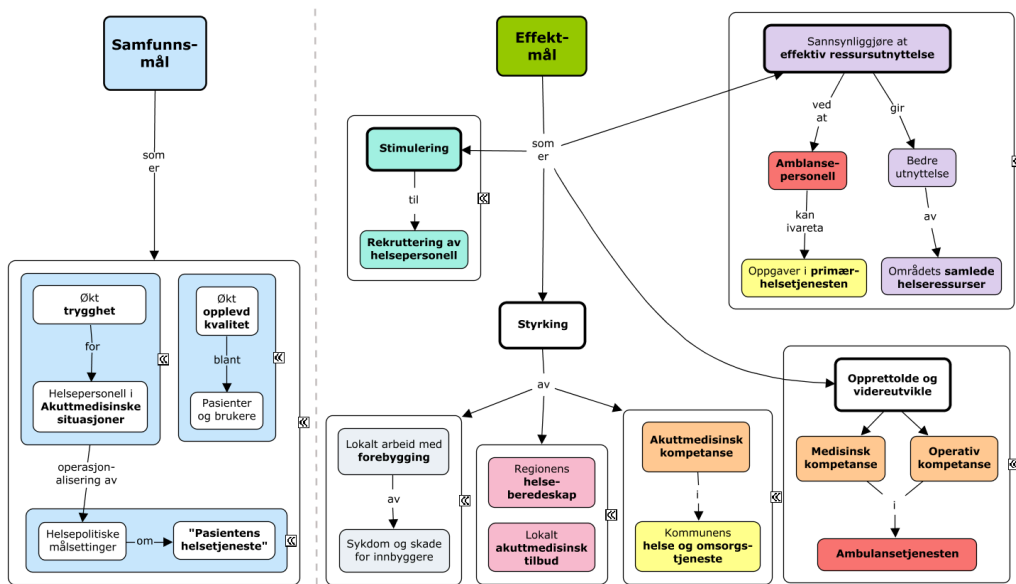 Samfunns-
mål
som
er
Økt
trygghet
for
Helsepersonell i
Akuttmedisinske
situasjoner
Økt
opplevd
kvalitet
blant
Pasienter
og brukere
operasjon-
alisering av
Helsepolitiske
målsettinger
om
"Pasientens
helsetjeneste"
Effekt-
mål
som
er
Stimulering
til
Rekruttering av
helsepersonell
Sannsynliggjøre at
effektiv ressursutnyttelse
ved
at
gir
Amblanse-
personell
Bedre
utnyttelse
kan
ivareta
av
Oppgaver i primær-
helsetjenesten
Områdets samlede
helseressurser
Styrking
av
Lokalt arbeid med
forebygging
av
Sykdom og skade
for innbyggere
Regionens
helse-
beredeskap
Lokalt
akuttmedisinsk
tilbud
Akuttmedisinsk
kompetanse
i
Kommunens
helse og omsorgs-
tjeneste
Opprettolde og
videreutvikle
Medisinsk
kompetanse
Operativ
kompetanse
i
Ambulansetjenesten